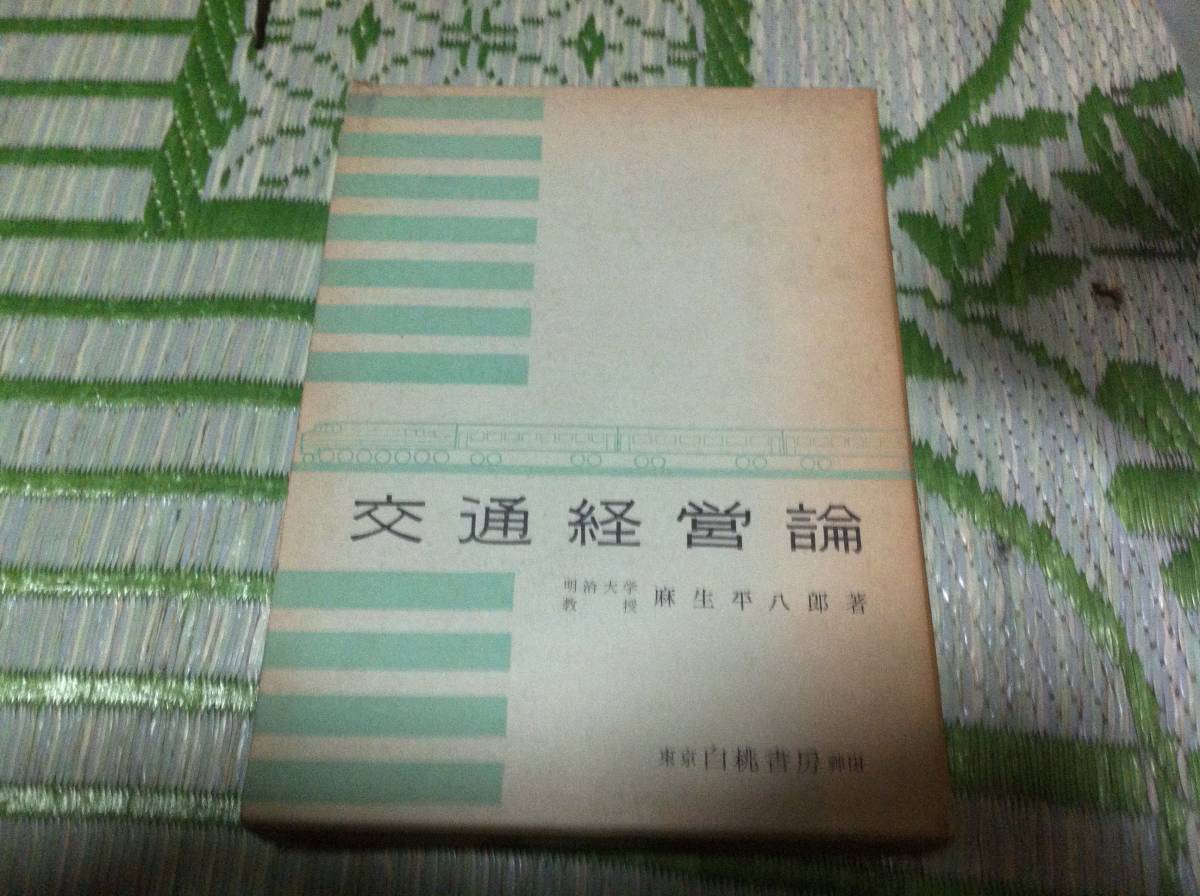 交通経営論
明治大学
教授 麻生平八郎著
東京 白桃書房 神田